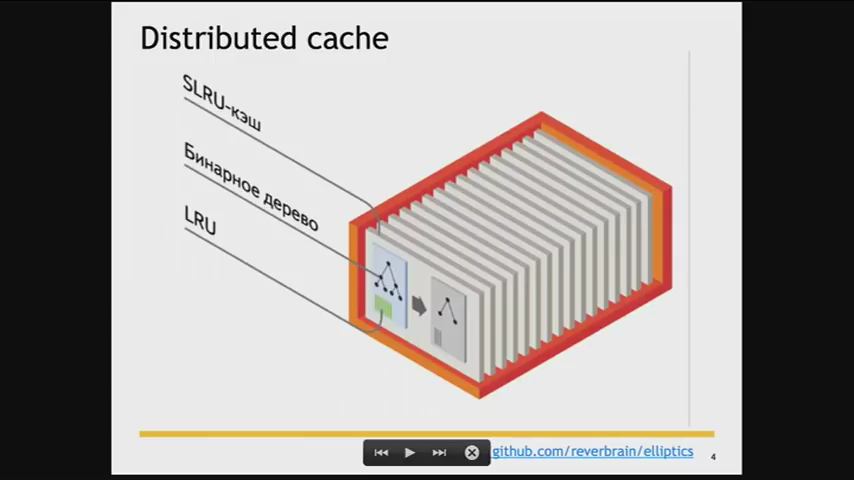 Distributed cache
SLRU-кэш
Бинарное дерево
LRU
github.com/reverbrain/elliptics
4